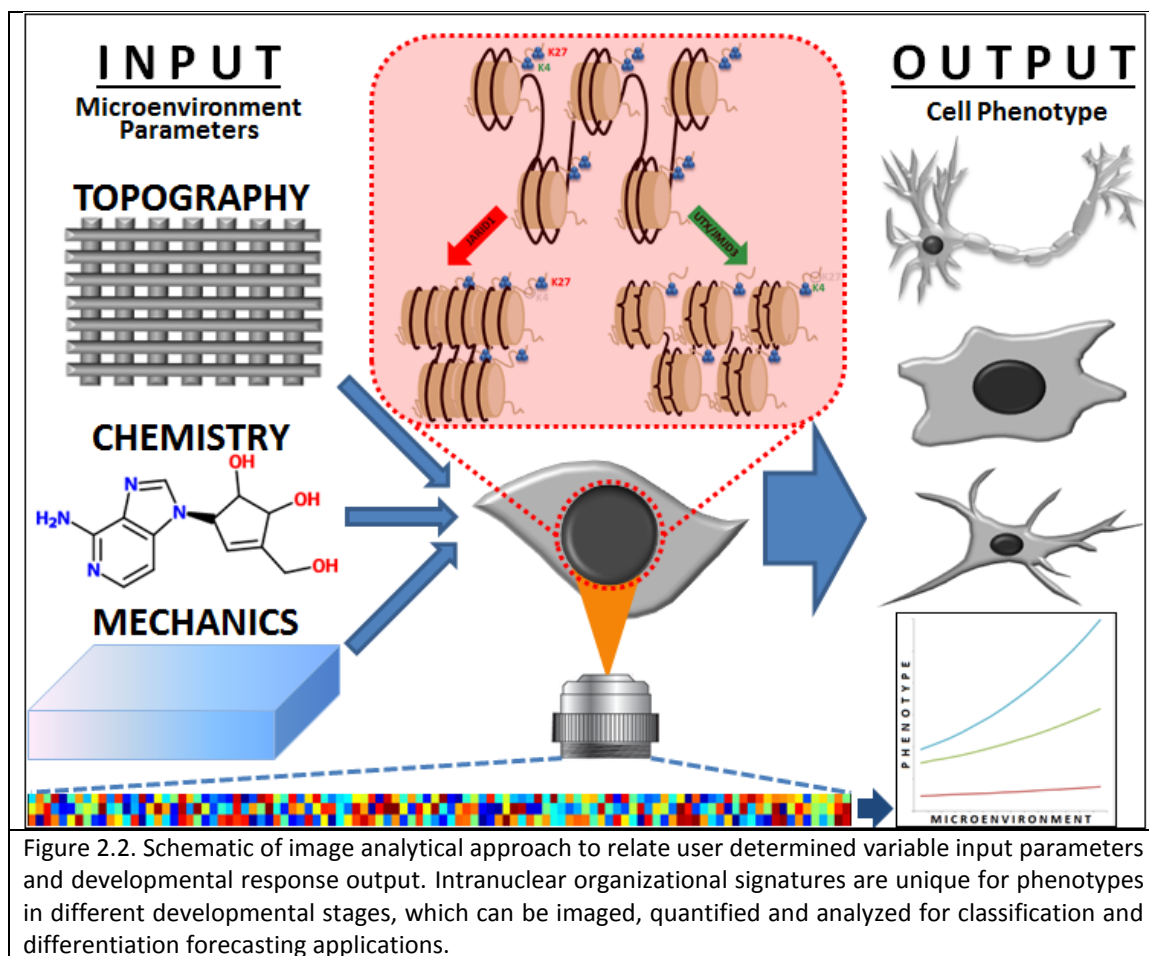 INPUT
Microenvironment
Parameters
TOPOGRAPHY
CHEMISTRY
N
N
H₂N
N
OH
OH
OH
MECHANICS
K27
K4
JARID1
UTX/JMJD3
K27
K4
K27
K4
OUTPUT
Cell Phenotype
PHENOTYPE
MICROENVIRONMENT
Figure 2.2. Schematic of image analytical approach to relate user determined variable input parameters
and developmental response output. Intranuclear organizational signatures are unique for phenotypes
in different developmental stages, which can be imaged, quantified and analyzed for classification and
differentiation forecasting applications.